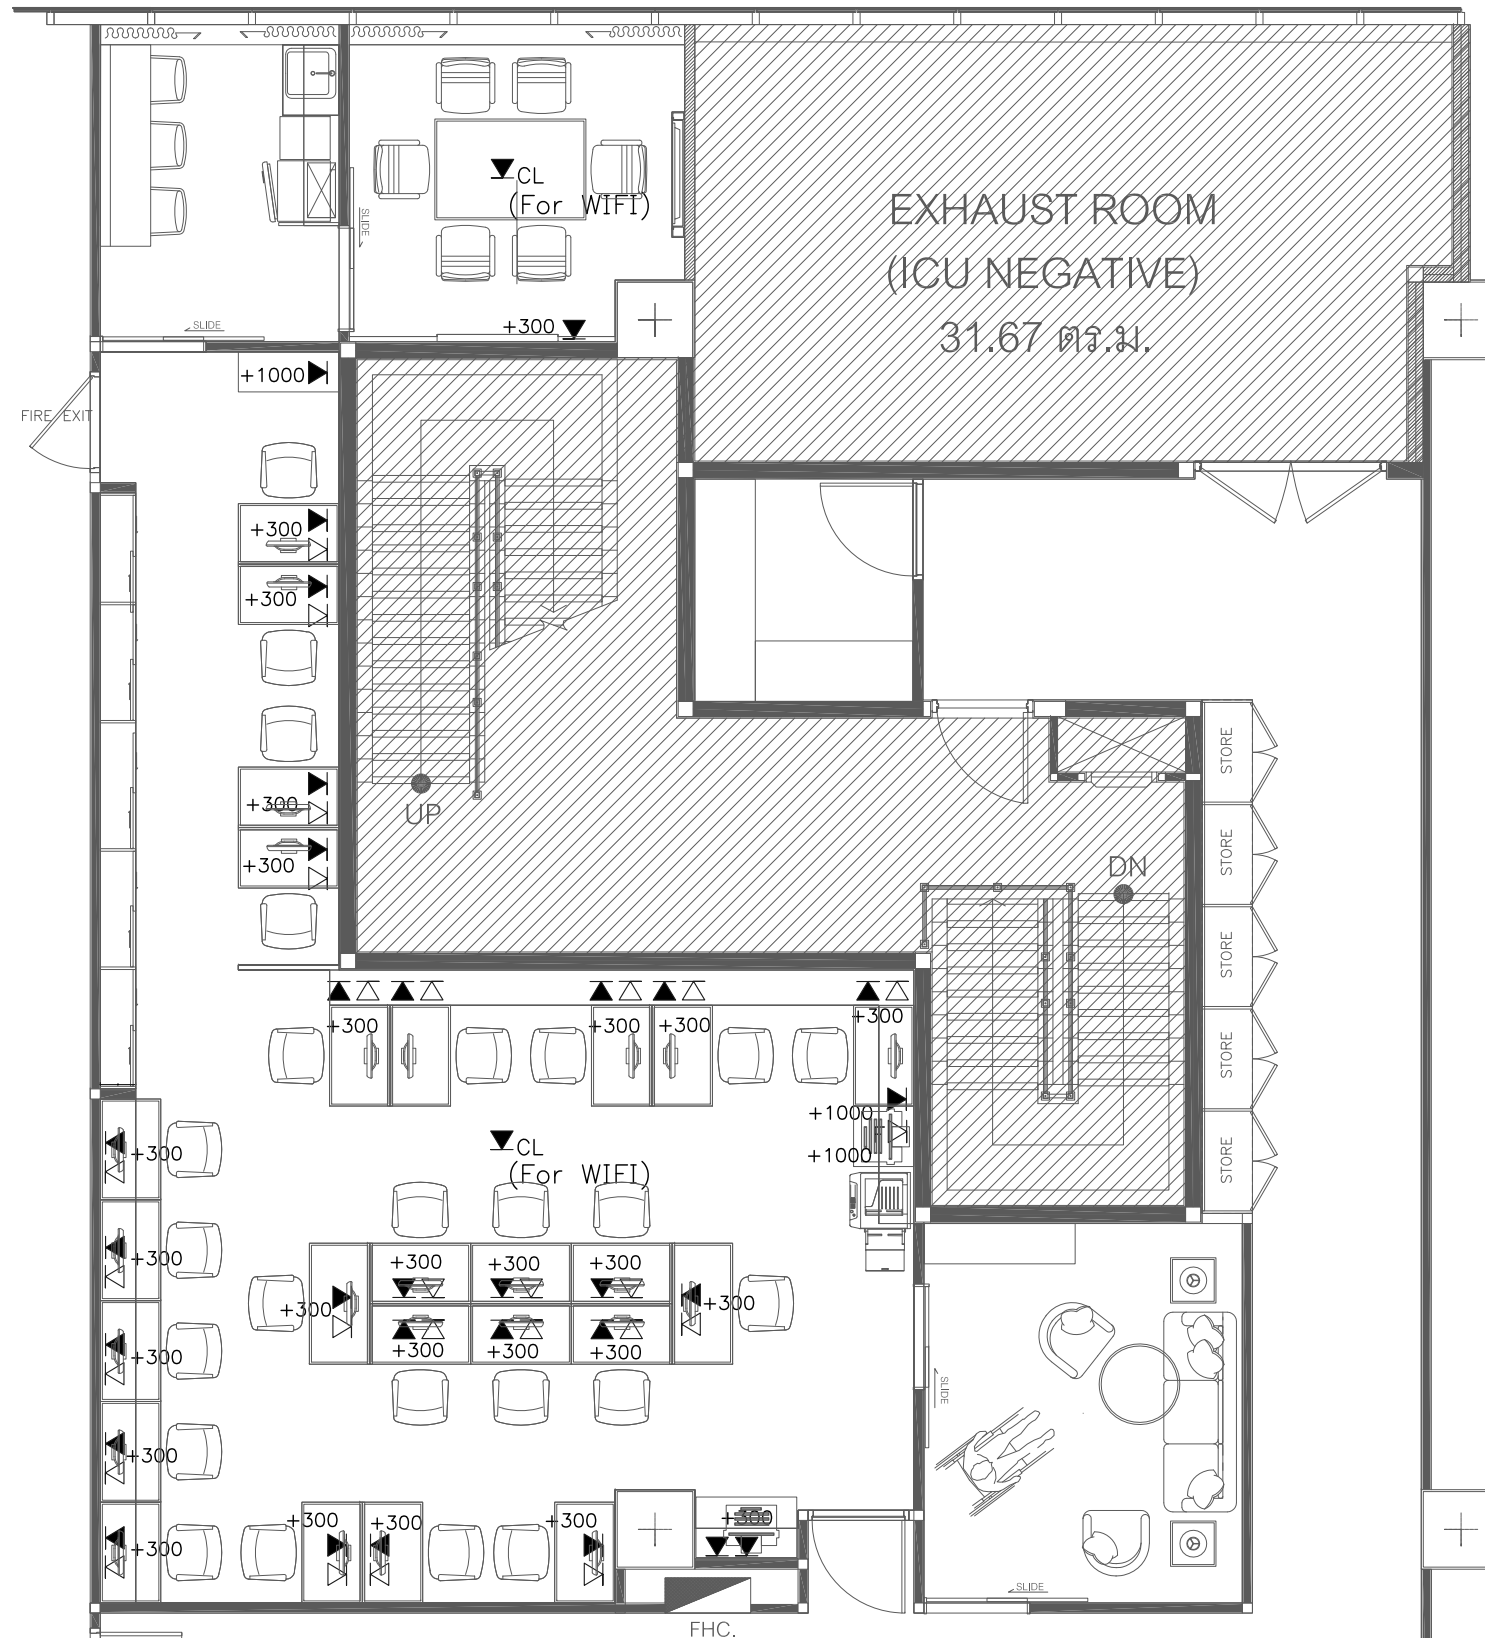 CL
(For WIFI)
SLIDE
EXHAUST ROOM
(ICU NEGATIVE)
31.67 ตร.ม.
SLIDE
+300
+1000
FIRE EXIT
+300
+300
+300
+300
UP
DN
STORE
STORE
STORE
STORE
STORE
+300
+300
+300
+300
+1000
+1000
CL
(For WIFI)
+300
+300
+300
+300
+300
+300
+300
+300
+300
+300
+300
+300
+300
SLIDE
+300
+300
+300
+300
+300
SLIDE
FHC.